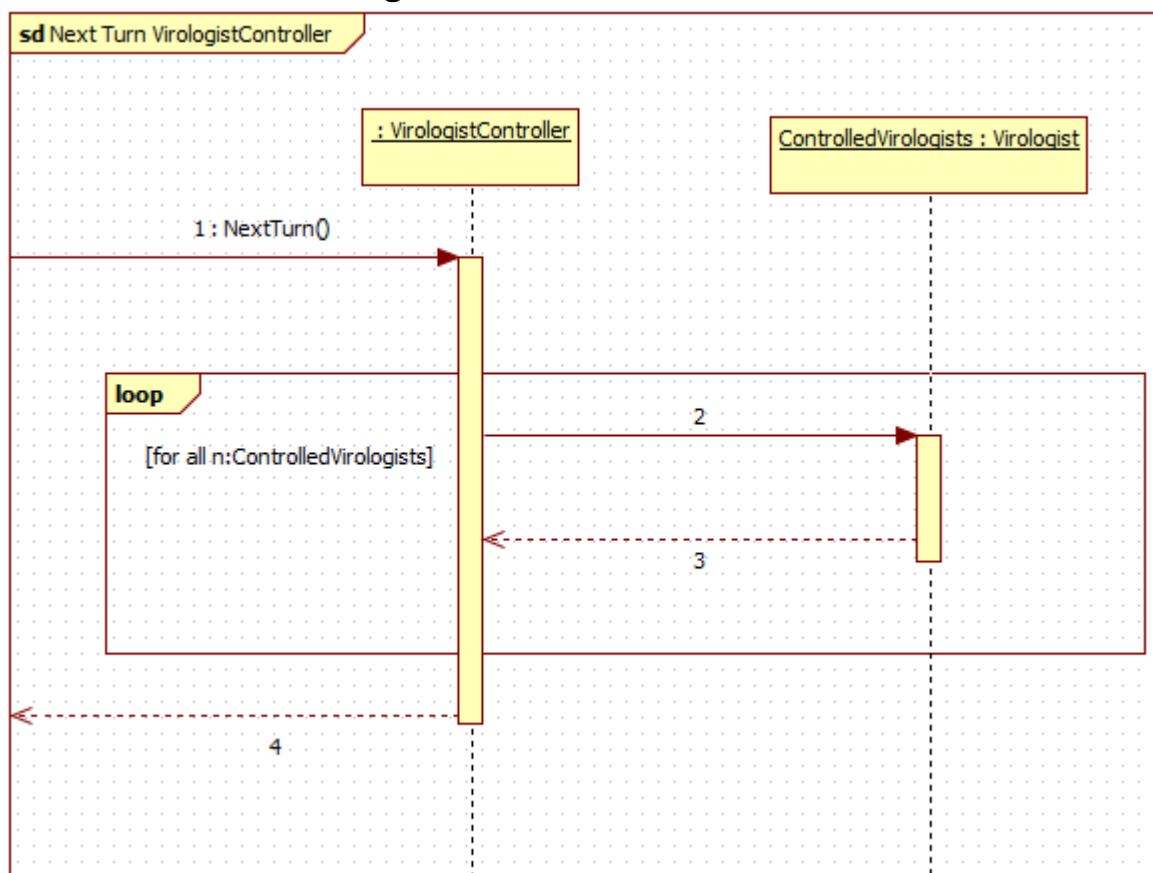 sd Next Turn VirologistController
: VirologistController
ControlledVirologists : Virologist
1 : NextTurn()
loop
2
[for all n:ControlledVirologists]
3
4